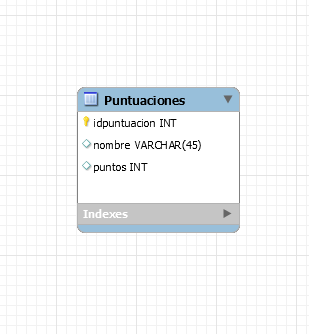 Puntuaciones
idpuntuacion INT
nombre VARCHAR(45)
puntos INT
Indexes